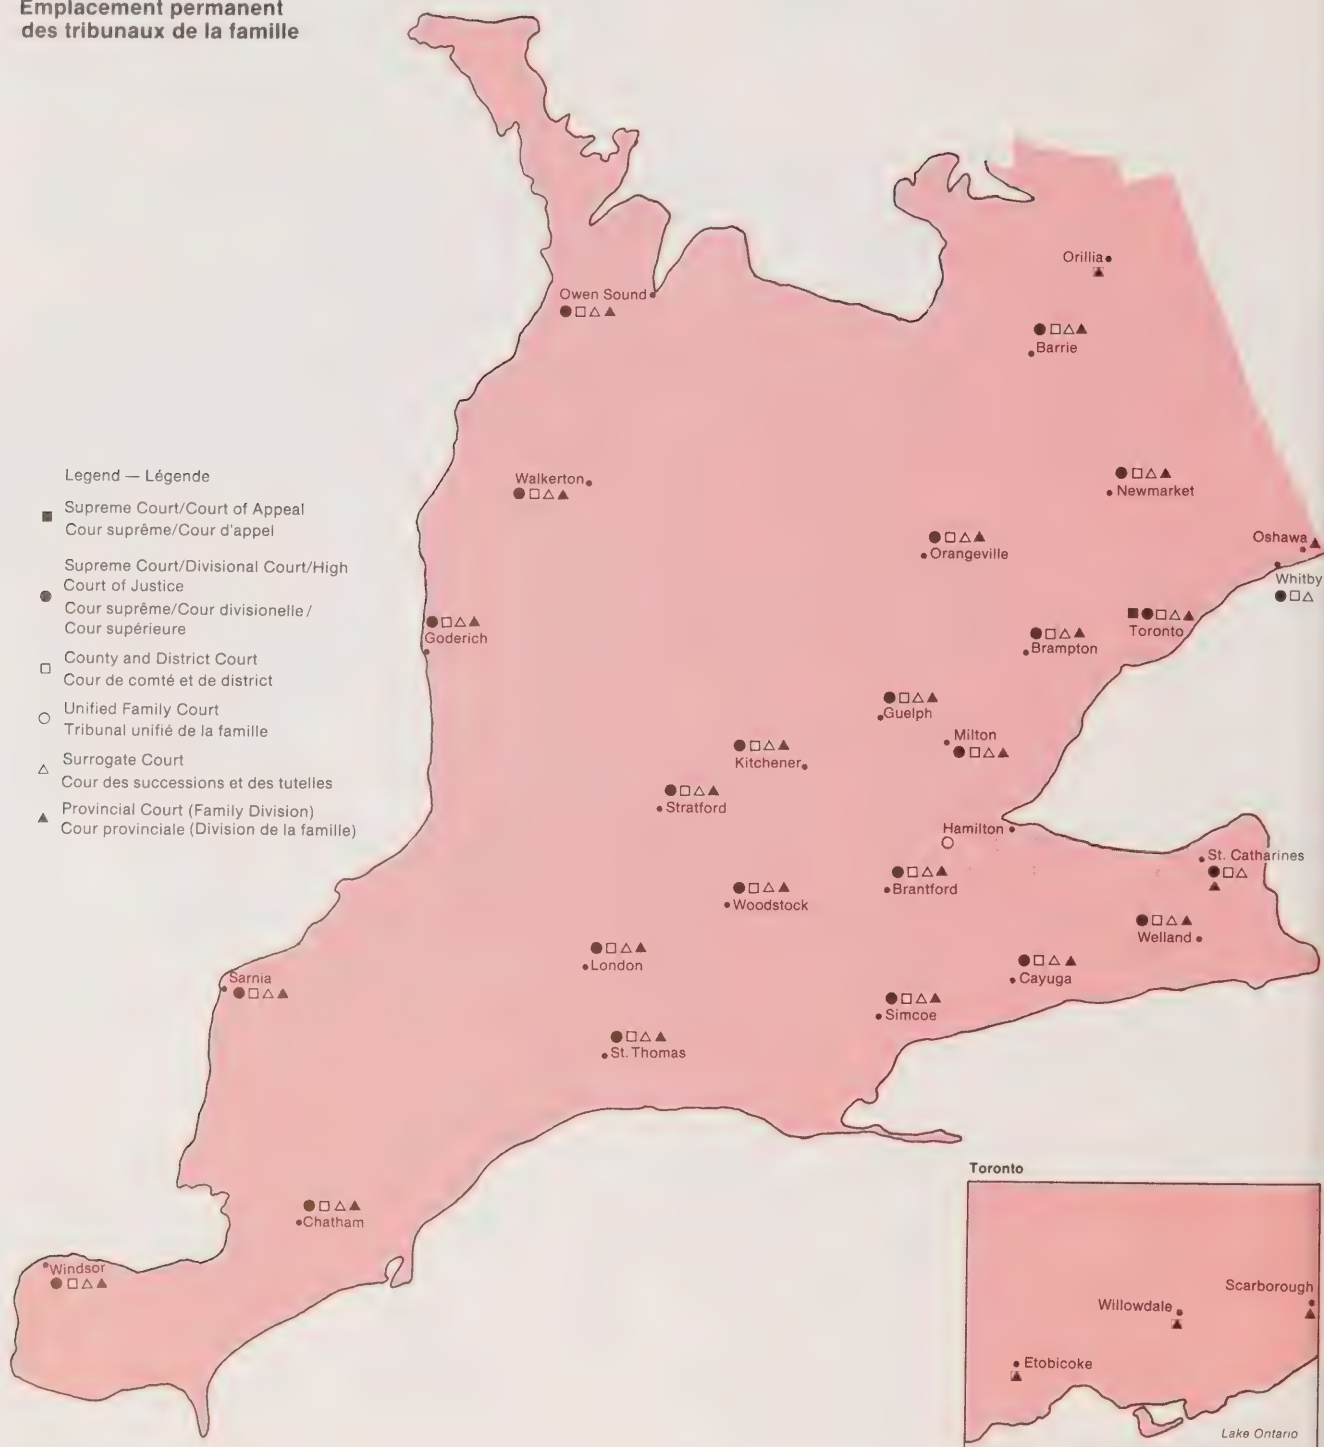 Emplacement permanent
des tribunaux de la famille
Orillia
Owen Sound
Barrie
Legend — Légende
Supreme Court/Court of Appeal
Cour suprême/Cour d'appel
Supreme Court/Divisional Court/High
Court of Justice
Cour suprême/Cour divisionelle/
Cour supérieure
County and District Court
Cour de comté et de district
Unified Family Court
Tribunal unifié de la famille
Surrogate Court
Cour des successions et des tutelles
Provincial Court (Family Division)
Cour provinciale (Division de la famille)
Walkerton
Newmarket
Orangeville
Oshawa
Whitby
Toronto
Goderich
Brampton
Guelph
Milton
Kitchener
Stratford
Hamilton
St. Catharines
Brantford
Woodstock
Welland
London
Cayuga
Sarnia
Simcoe
St. Thomas
Chatham
Windsor
Toronto
Scarborough
Willowdale
Etobicoke
Lake Ontario